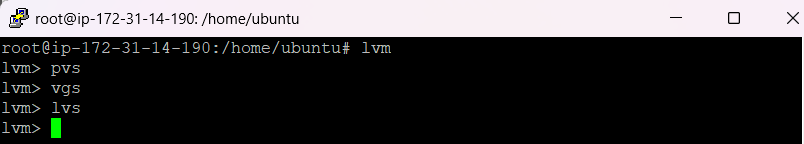 root@ip-172-31-14-190: /home/ubuntu
root@ip-172-31-14-190:/home/ubuntu# lvm
lvm> pvs
lvm> vgs
lvm> lvs
lvm>